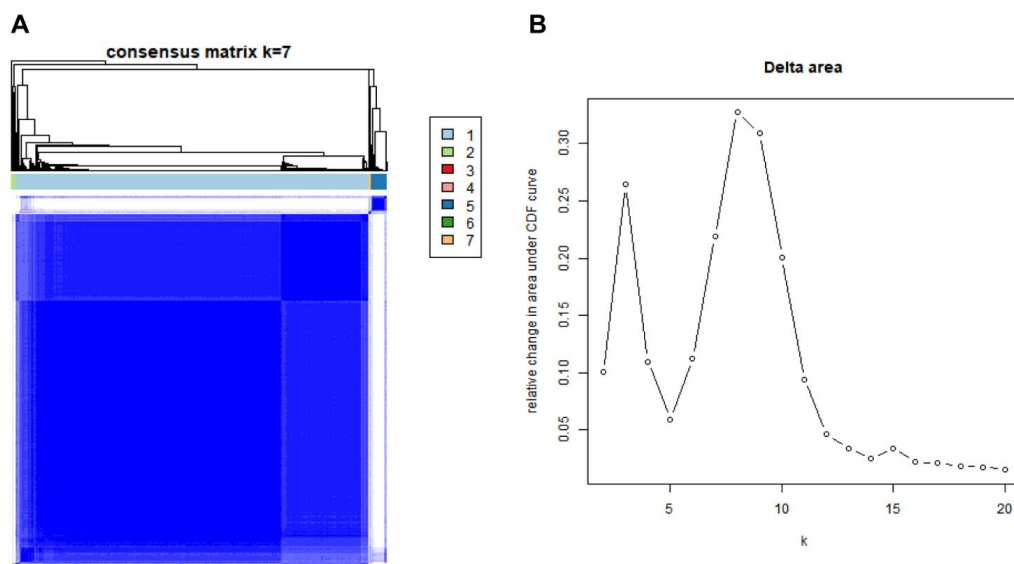 A
consensus matrix k=7
1
2
3
4
5
6
7
B
Delta area
relative change in area under CDF curve
0.30
0.25
0.20
0.15
0.10
0.05
5
10
15
20
k